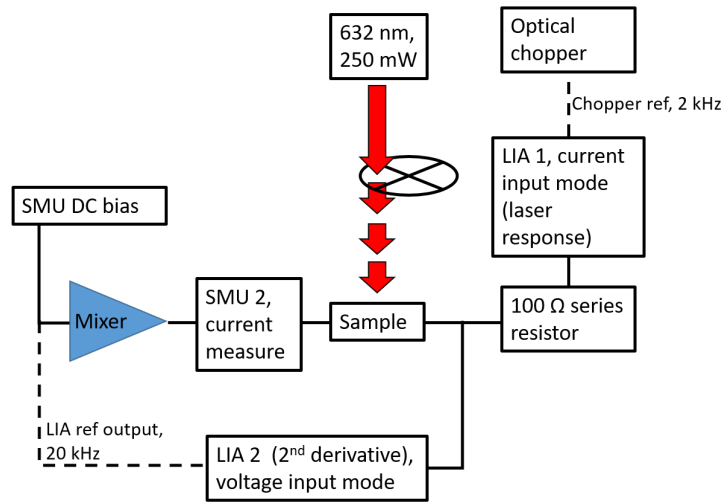 632 nm,
250 mW
Optical
chopper
Chopper ref, 2 kHz
LIA 1, current
input mode
(laser
response)
SMU DC bias
Mixer
SMU 2,
current
measure
Sample
100 Ω series
resistor
LIA ref output,
20 kHz
LIA 2  (2nd derivative),
voltage input mode